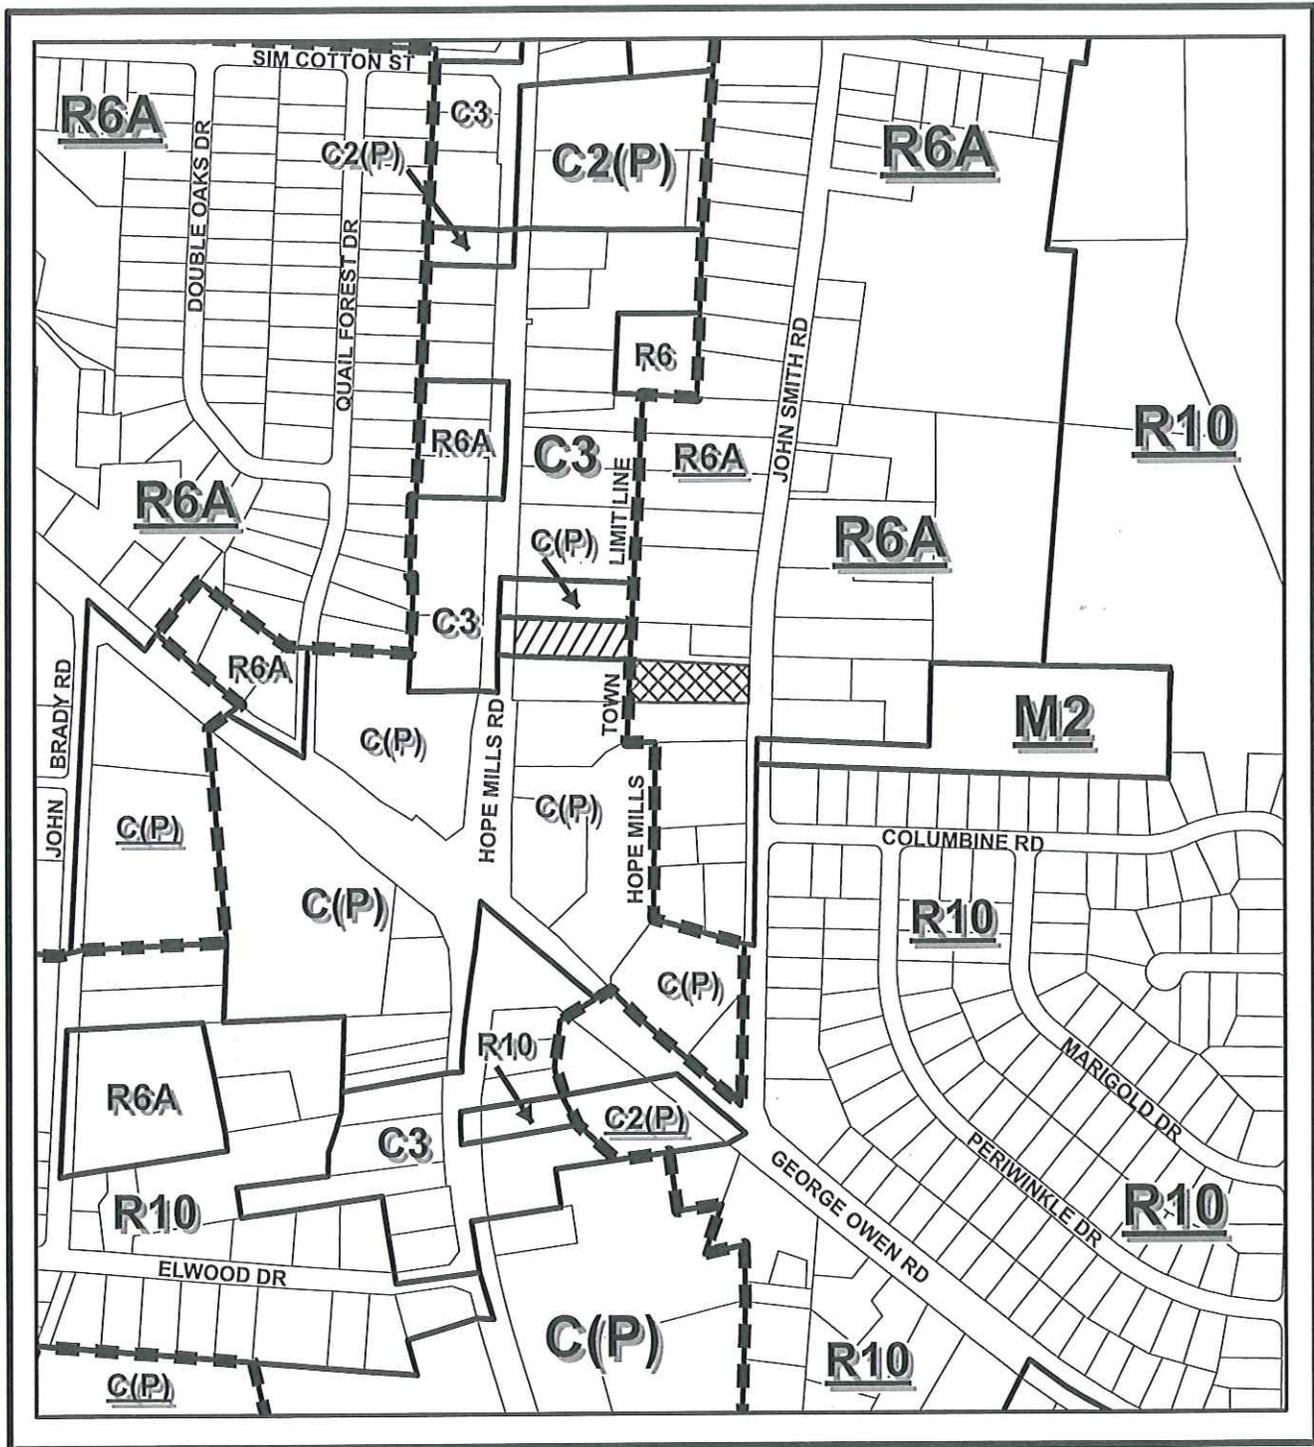 SIM COTTON ST
R6A
C3
C2(P)
C2(P)
R6A
DOUBLE OAKS DR
QUAIL FOREST DR
JOHN SMITH RD
R6
R6A
C3
R6A
R10
R6A
LIMIT LINE
C(P)
R6A
C3
R6A
TOWN
M2
JOHN BRADY RD
C(P)
HOPE MILLS RD
C(P)
HOPE MILLS
C(P)
COLUMBINE RD
C(P)
R10
C(P)
R10
MARIGOLD DR
R6A
C2(P)
C3
PERIWINKLE DR
GEORGE OWEN RD
R10
R10
ELWOOD DR
C(P)
R10
C(P)